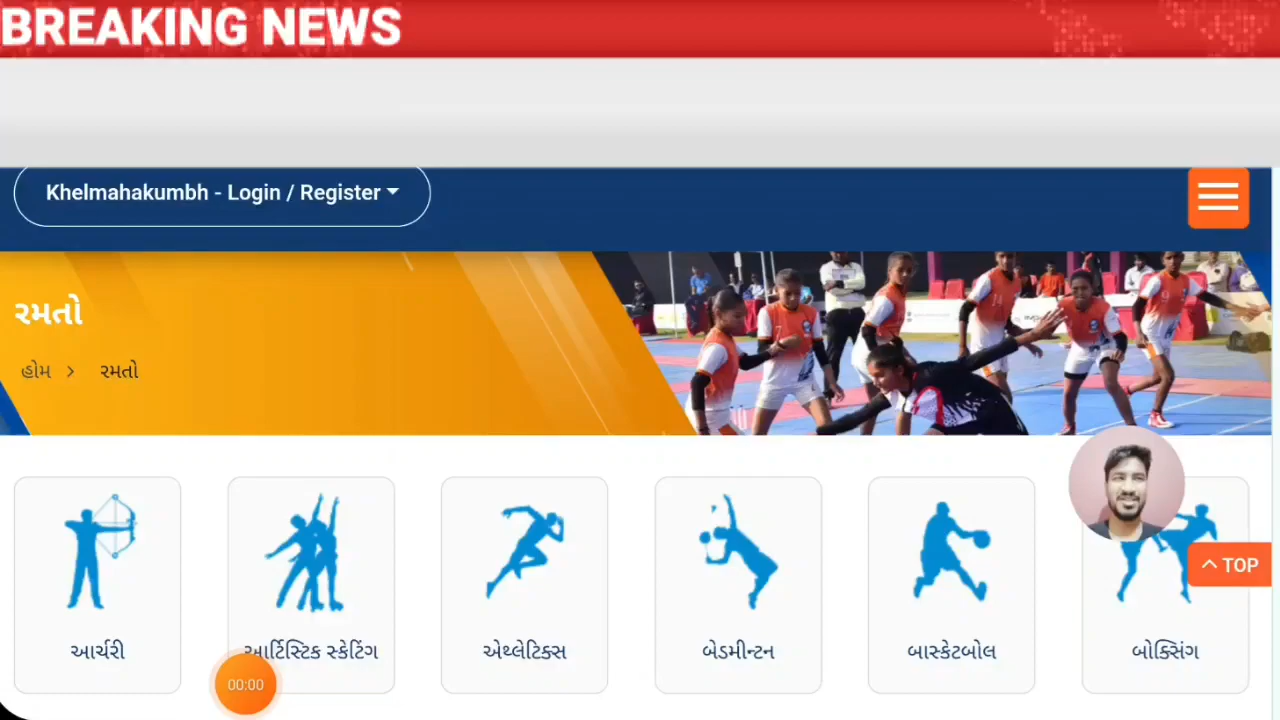 BREAKING NEWS
Khelmahakumbh - Login / Register
રમતો
હોમ > રમતો
TOP
આર્ચરી
આર્ટિસ્ટિક સ્કેટિંગ
એથ્લેટિક્સ
બેડમીન્ટન
બાસ્કેટબોલ
બોક્સિંગ
00:00